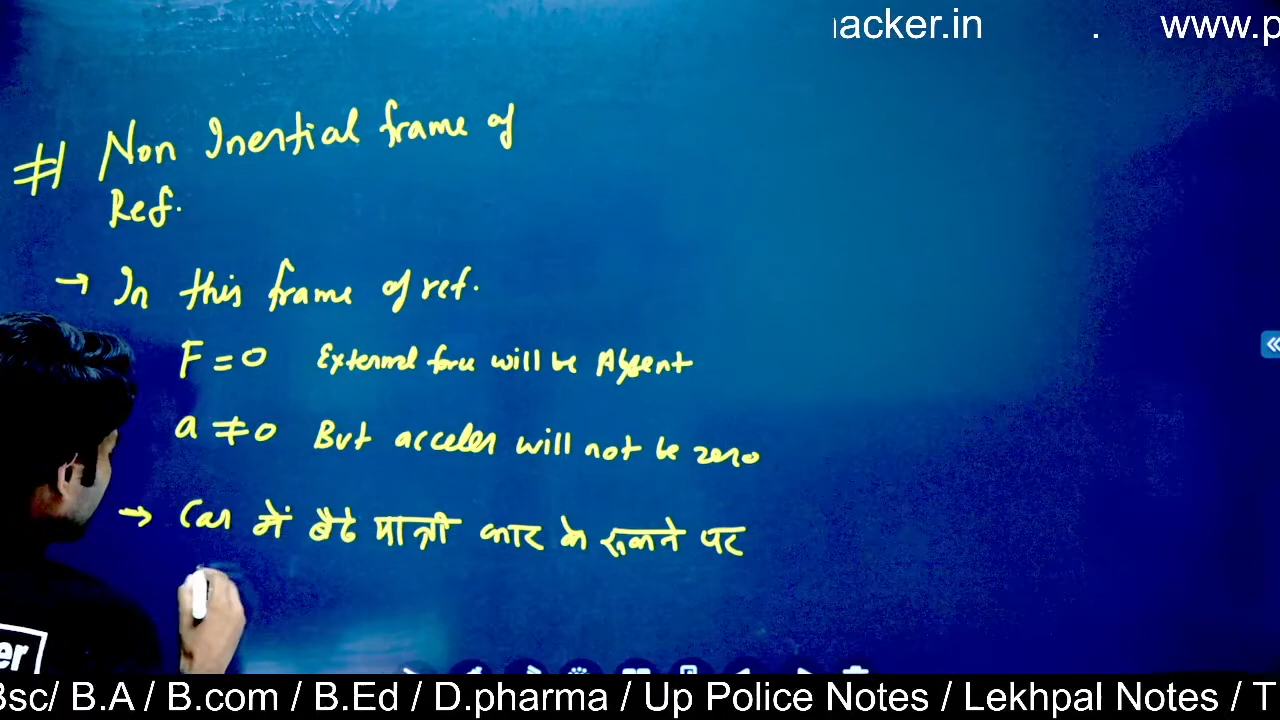 acker.in . www.p
# Non Inertial frame of
Ref.
→ In this frame of ref.
F = 0 External force will be Absent
a ≠ 0 But acceler will not be zero
→ Car में बैठे यात्री कार के रूकने पर
er
Bsc/ B.A / B.com / B.Ed / D.pharma / Up Police Notes / Lekhpal Notes / T